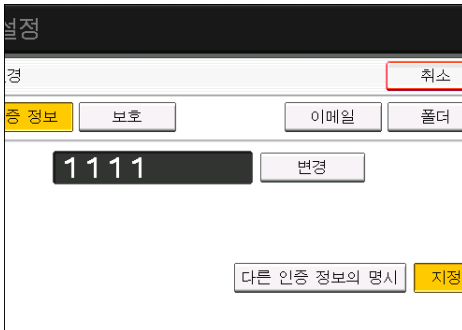 설정
경 취소
증 정보 보호 이메일 폴더
1111 변경
다른 인증 정보의 명시 지정